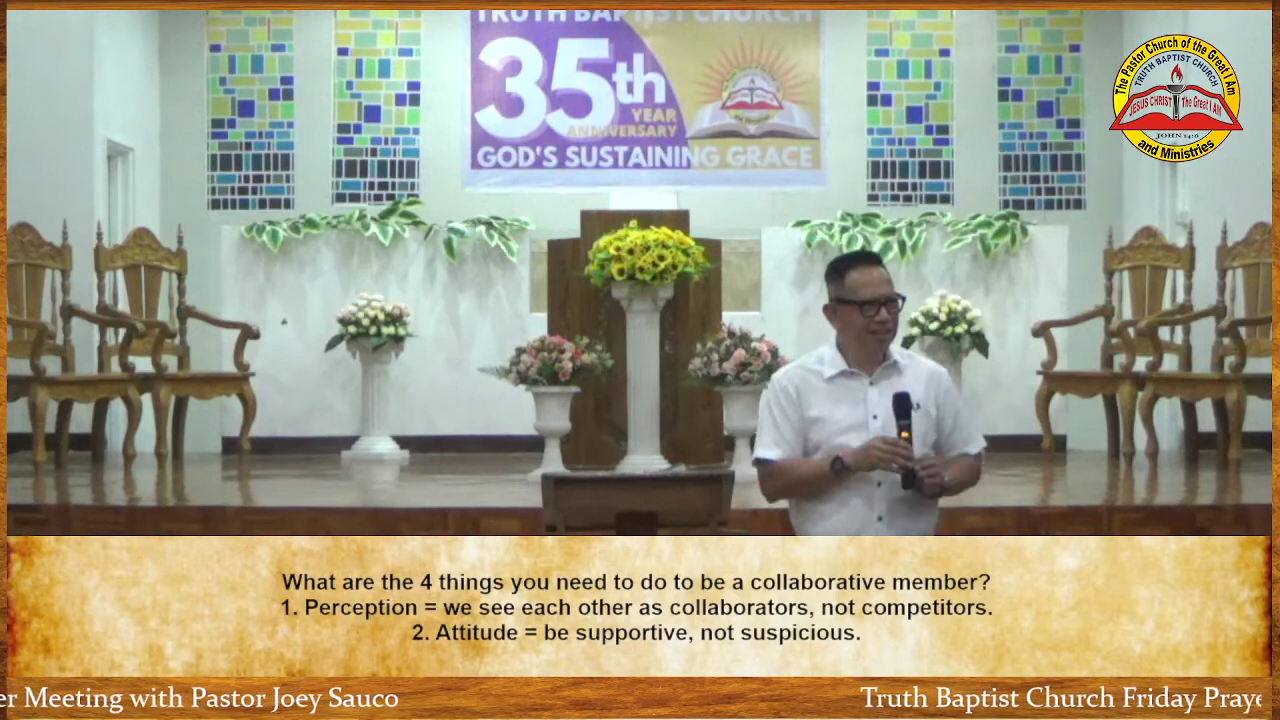 TRUTH BAPTIST CHURCH
35th
YEAR
ANNIVERSARY
GOD'S SUSTAINING GRACE
The Pastor Church of the Great I Am
TRUTH BAPTIST CHURCH
JESUS CHRIST The Great I AM
JOHN 14:6
and Ministries
What are the 4 things you need to do to be a collaborative member?
1. Perception = we see each other as collaborators, not competitors.
2. Attitude = be supportive, not suspicious.
er Meeting with Pastor Joey Sauco
Truth Baptist Church Friday Praye